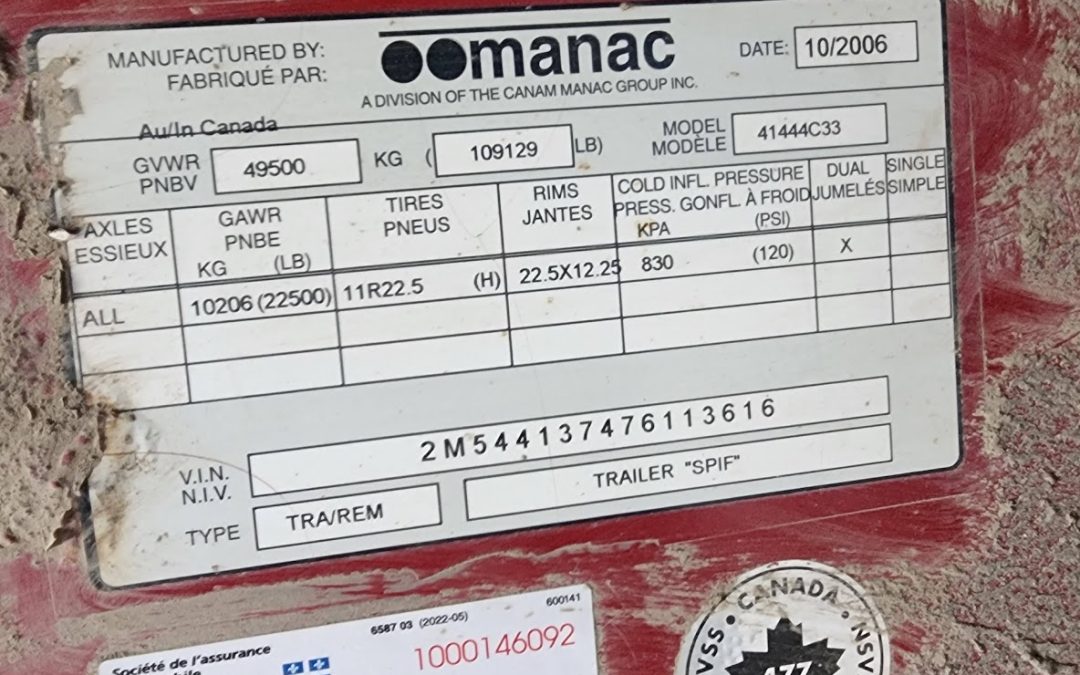 MANUFACTURED BY:
FABRIQUÉ PAR:
manac
A DIVISION OF THE CANAM MANAC GROUP INC.
DATE: 10/2006
Au/In Canada
GVWR
PNBV
49500 KG ( 109129 LB)
MODEL
MODÈLE
41444C33
AXLES
ESSIEUX
GAWR
PNBE
KG (LB)
TIRES
PNEUS
RIMS
JANTES
COLD INFL. PRESSURE
PRESS. GONFL. À FROID
KPA (PSI)
DUAL
JUMELÉS
SINGLE
SIMPLE
ALL 10206 (22500) 11R22.5 (H) 22.5X12.25 830 (120) X
V.I.N.
N.I.V.
2M544137476113616
TYPE TRA/REM TRAILER "SPIF"
6587 03 (2022-05) 600141
Société de l'assurance
1000146092
CANADA